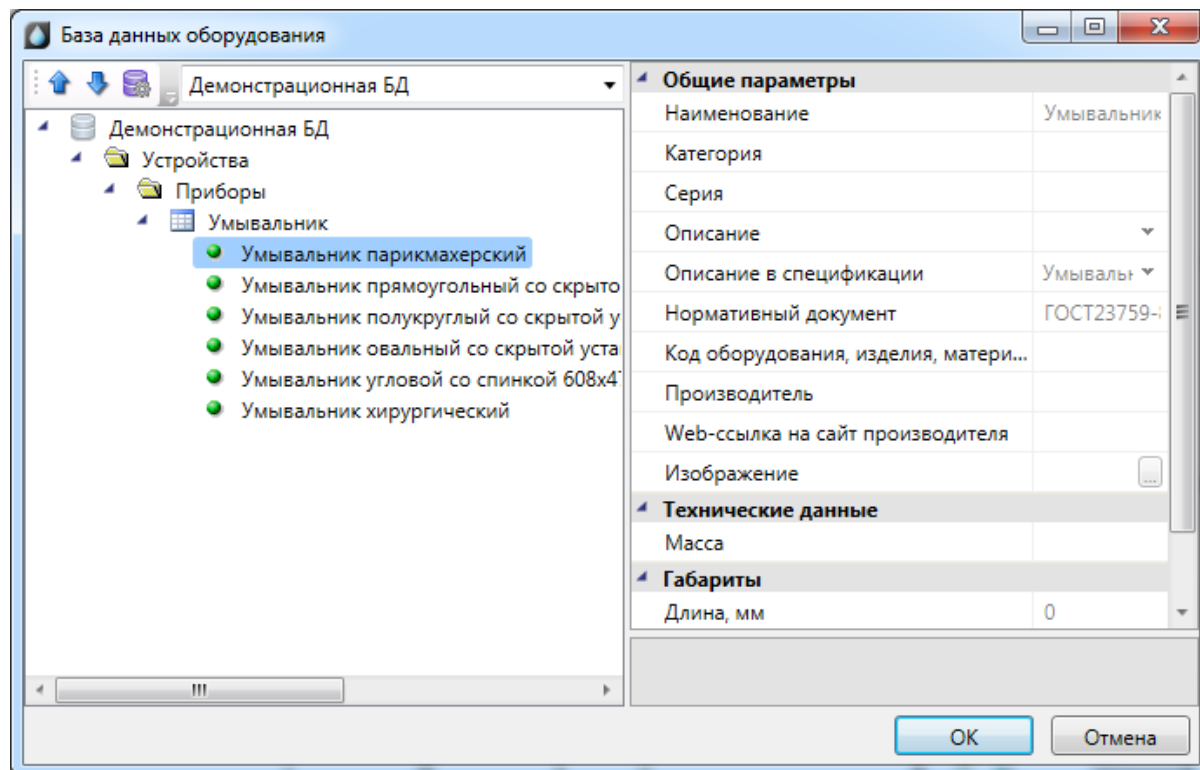 База данных оборудования
Демонстрационная БД
Демонстрационная БД
Устройства
Приборы
Умывальник
Умывальник парикмахерский
Умывальник прямоугольный со скрыто
Умывальник полукруглый со скрытой у
Умывальник овальный со скрытой уста
Умывальник угловой со спинкой 608х4
Умывальник хирургический
Общие параметры
Наименование Умывальник
Категория
Серия
Описание
Описание в спецификации Умывальн
Нормативный документ ГОСТ23759-
Код оборудования, изделия, матери...
Производитель
Web-ссылка на сайт производителя
Изображение ...
Технические данные
Масса
Габариты
Длина, мм 0
ОК Отмена